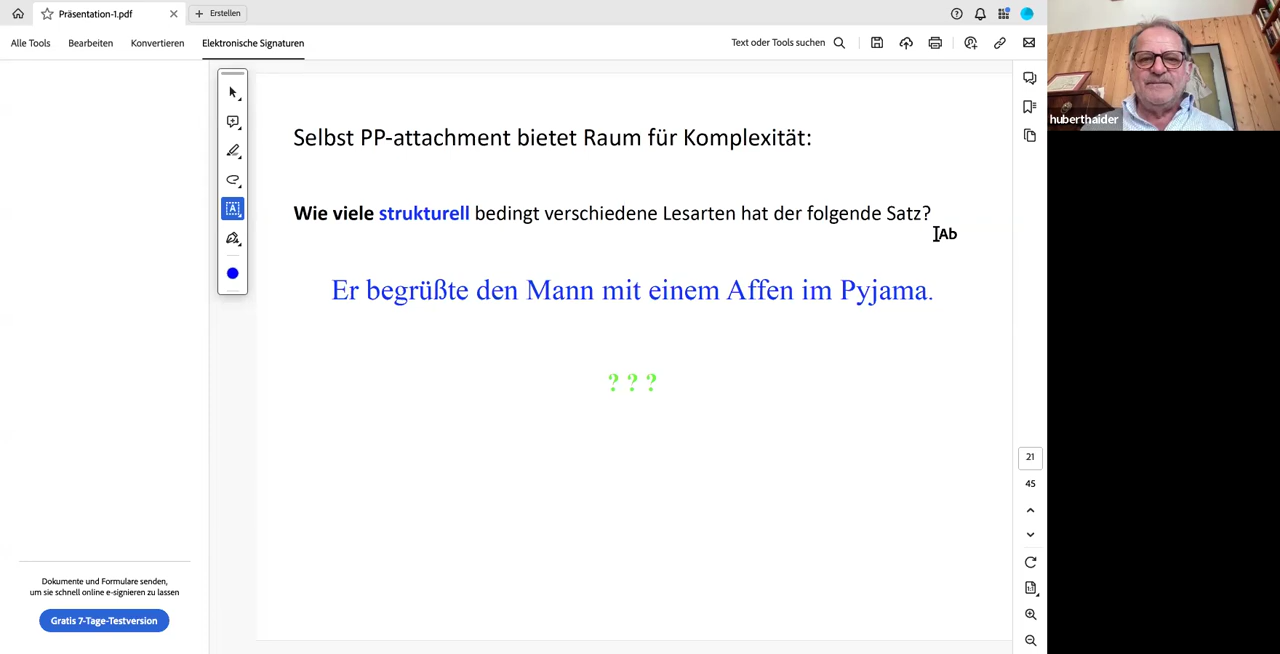 Präsentation-1.pdf
Erstellen
Alle Tools
Bearbeiten
Konvertieren
Elektronische Signaturen
Text oder Tools suchen
huberthaider
Selbst PP-attachment bietet Raum für Komplexität:
Wie viele strukturell bedingt verschiedene Lesarten hat der folgende Satz?
Ab
Er begrüßte den Mann mit einem Affen im Pyjama.
? ? ?
21
45
Dokumente und Formulare senden,
um sie schnell online e-signieren zu lassen
Gratis 7-Tage-Testversion